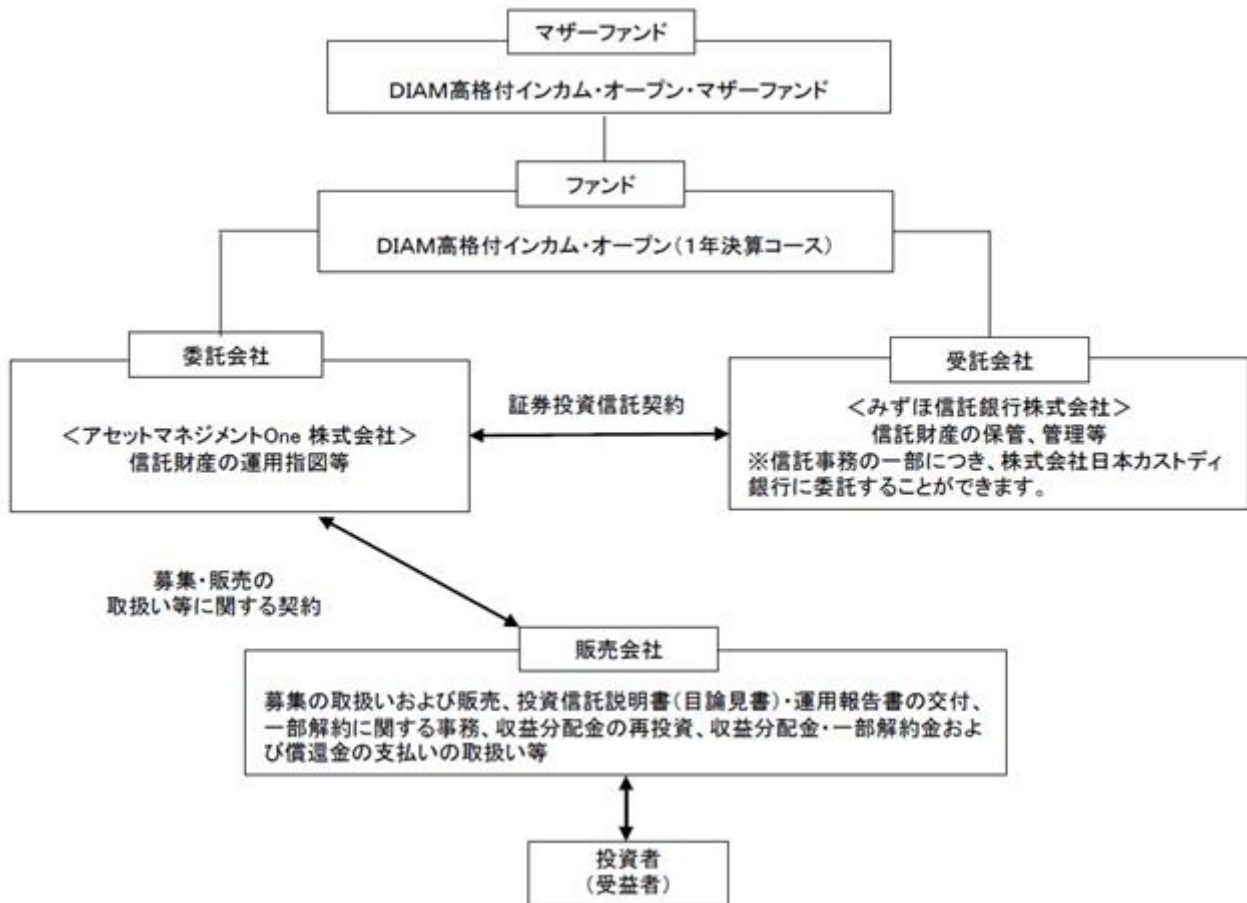 マザーファンド
DIAM高格付インカム・オープン・マザーファンド
ファンド
DIAM高格付インカム・オープン(1年決算コース)
委託会社
<アセットマネジメントOne 株式会社>
信託財産の運用指図等
証券投資信託契約
受託会社
<みずほ信託銀行株式会社>
信託財産の保管、管理等
※信託事務の一部につき、株式会社日本カストディ
銀行に委託することができます。
募集・販売の
取扱い等に関する契約
販売会社
募集の取扱いおよび販売、投資信託説明書(目論見書)・運用報告書の交付、
一部解約に関する事務、収益分配金の再投資、収益分配金・一部解約金およ
び償還金の支払いの取扱い等
投資者
(受益者)